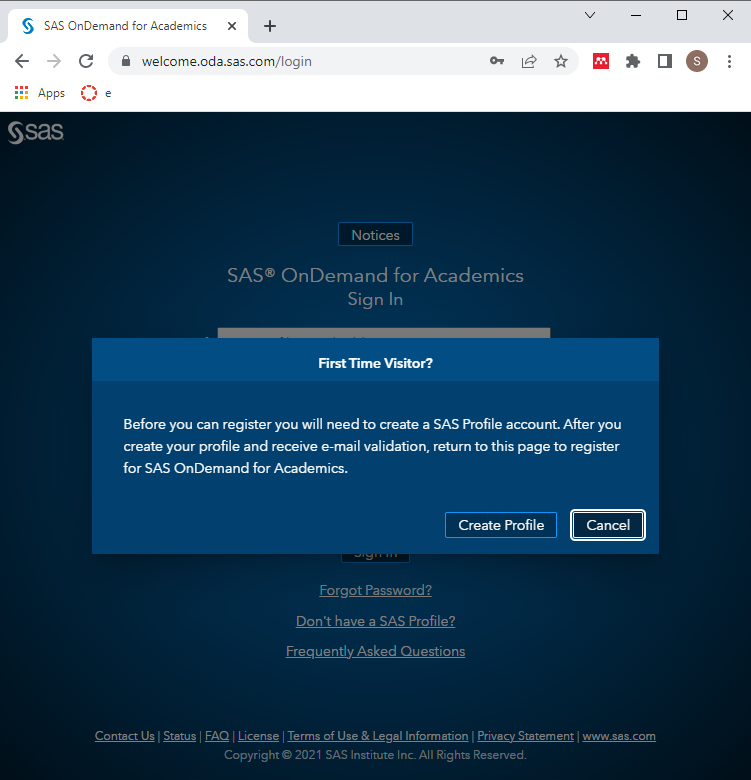 SAS OnDemand for Academics
welcome.oda.sas.com/login
S
Apps
e
sas
Notices
SAS® OnDemand for Academics
Sign In
First Time Visitor?
Before you can register you will need to create a SAS Profile account. After you
create your profile and receive e-mail validation, return to this page to register
for SAS OnDemand for Academics.
Create Profile
Cancel
Sign In
Forgot Password?
Don't have a SAS Profile?
Frequently Asked Questions
Contact Us | Status | FAQ | License | Terms of Use & Legal Information | Privacy Statement | www.sas.com
Copyright © 2021 SAS Institute Inc. All Rights Reserved.